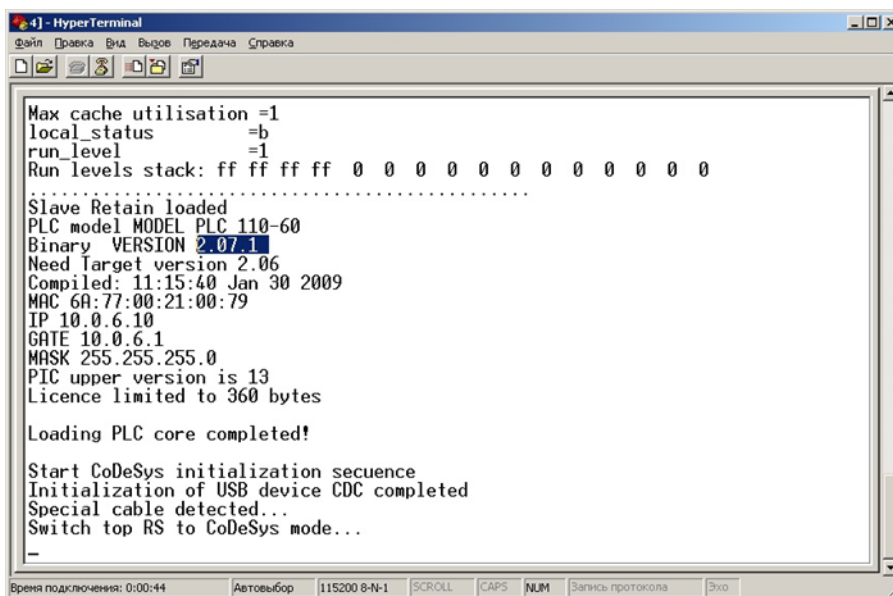 4] - HyperTerminal
Файл Правка Вид Вызов Передача Справка
Max cache utilisation =1
local_status =b
run_level =1
Run levels stack: ff ff ff ff 0 0 0 0 0 0 0 0 0 0 0 0
................................................
Slave Retain loaded
PLC model MODEL PLC 110-60
Binary VERSION 2.07.1
Need Target version 2.06
Compiled: 11:15:40 Jan 30 2009
MAC 6A:77:00:21:00:79
IP 10.0.6.10
GATE 10.0.6.1
MASK 255.255.255.0
PIC upper version is 13
Licence limited to 360 bytes
Loading PLC core completed!
Start CoDeSys initialization secuence
Initialization of USB device CDC completed
Special cable detected...
Switch top RS to CoDeSys mode...
_
Время подключения: 0:00:44 Автовыбор 115200 8-N-1 SCROLL CAPS NUM Запись протокола Эхо